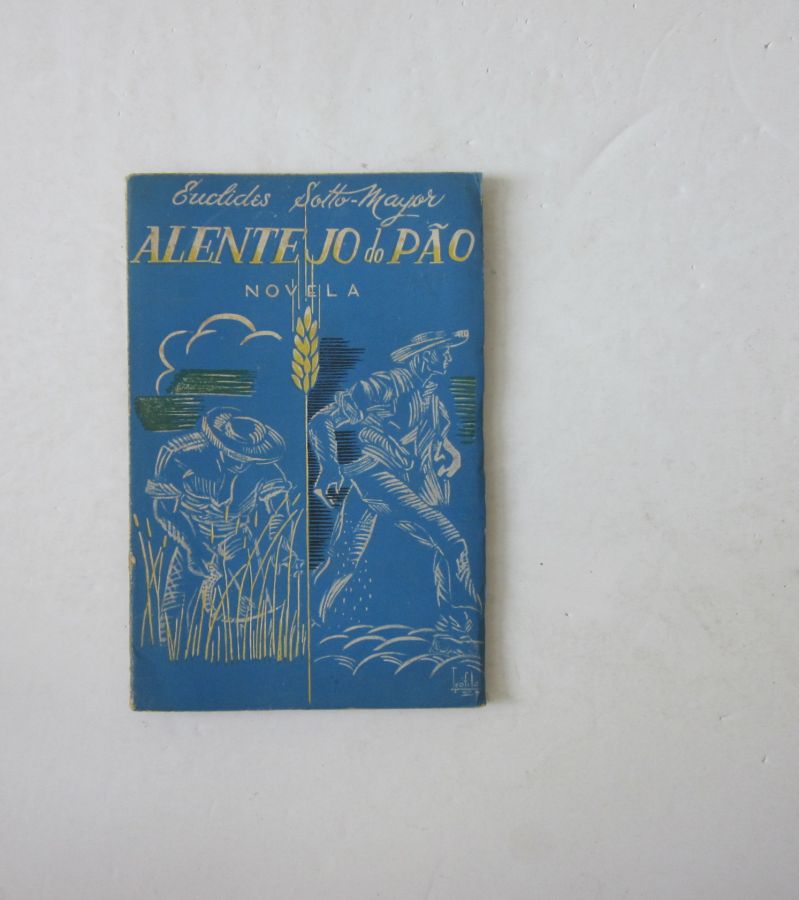 Euclides Sotto-Mayor
ALENTEJO do PÃO
NOVELA